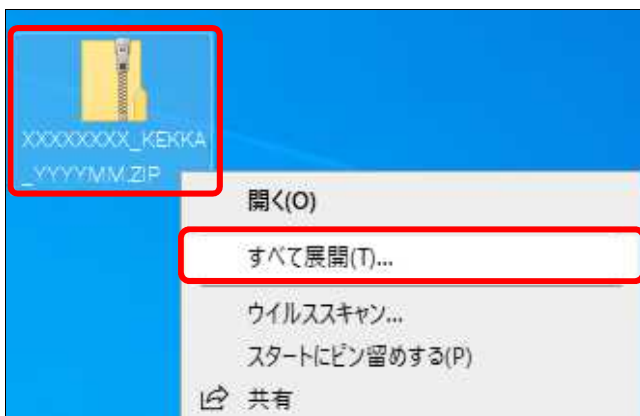 XXXXXXXX_KEKKA
_YYYYMM.ZIP
開く(O)
すべて展開(T)...
ウイルススキャン...
スタートにピン留めする(P)
共有